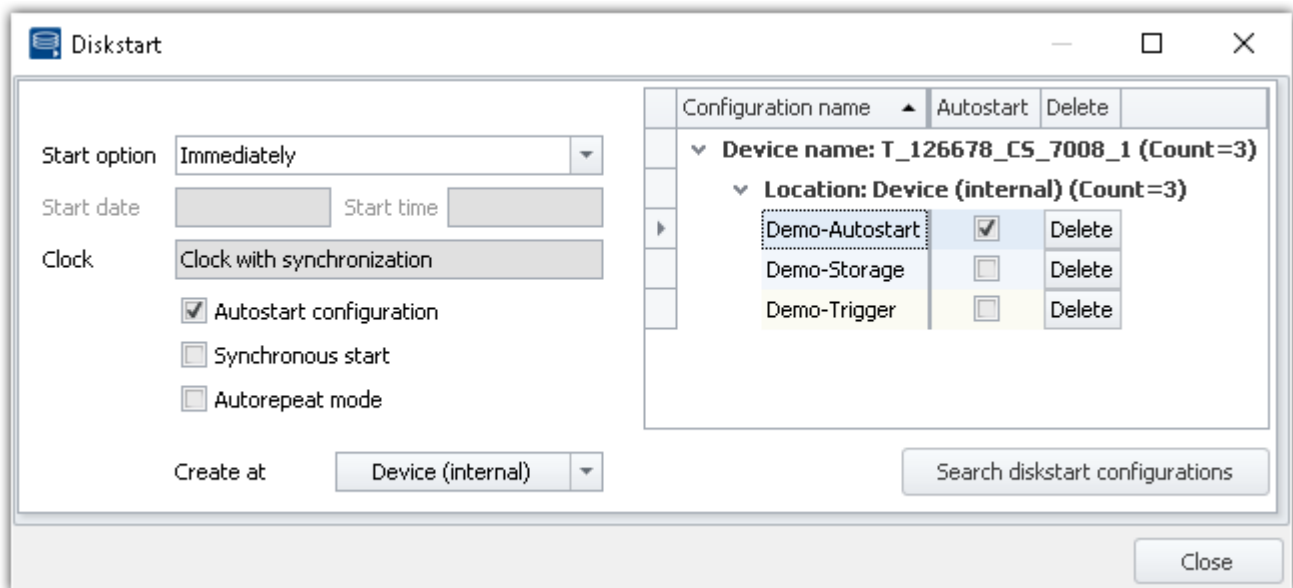 Diskstart
Start option Immediately
Start date Start time
Clock Clock with synchronization
Autostart configuration
Synchronous start
Autorepeat mode
Create at Device (internal)
Configuration name Autostart Delete
Device name: T_126678_CS_7008_1 (Count=3)
Location: Device (internal) (Count=3)
Demo-Autostart Delete
Demo-Storage Delete
Demo-Trigger Delete
Search diskstart configurations
Close